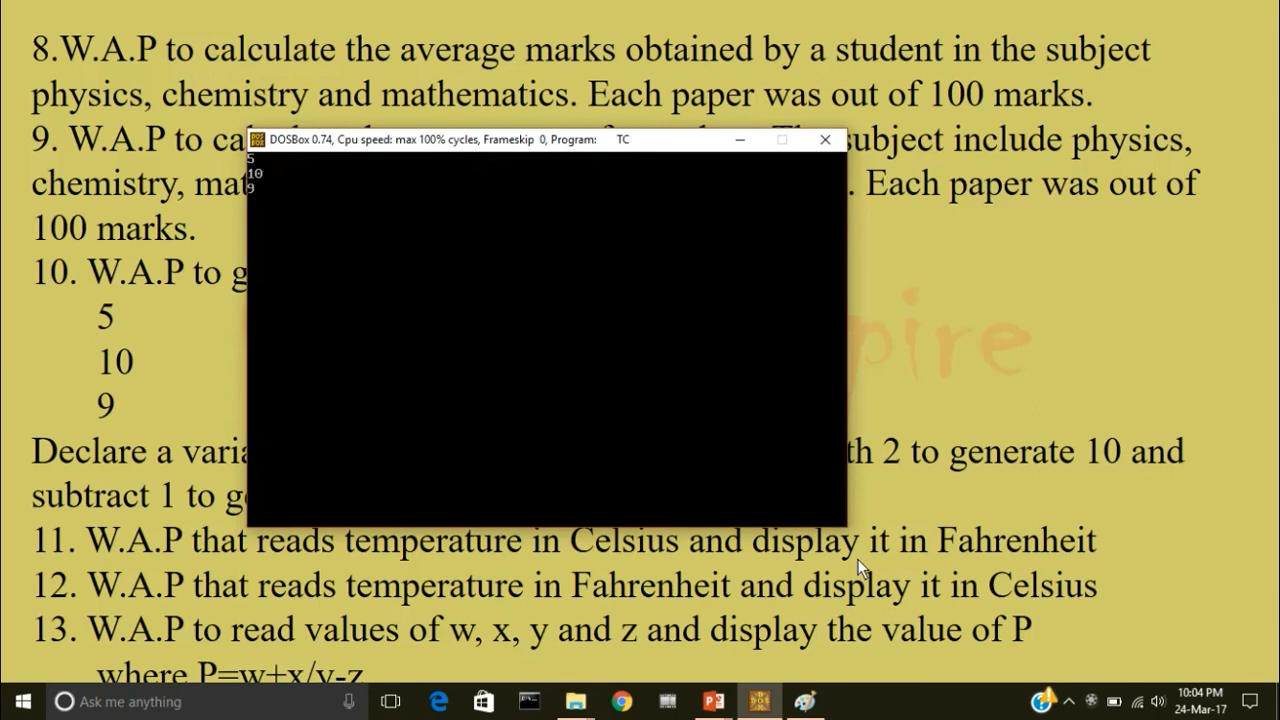 8.W.A.P to calculate the average marks obtained by a student in the subject
physics, chemistry and mathematics. Each paper was out of 100 marks.
9. W.A.P to subject include physics,
chemistry, . Each paper was out of
100 marks.
10. W.A.P to
5
10
9
Declare a 2 to generate 10 and
subtract 1 to
11. W.A.P that reads temperature in Celsius and display it in Fahrenheit
12. W.A.P that reads temperature in Fahrenheit and display it in Celsius
13. W.A.P to read values of w, x, y and z and display the value of P
where P=w+x/y-z
DOSBox 0.74, Cpu speed: max 100% cycles, Frameskip 0, Program: TC
5
10
9
pire
Ask me anything
10:04 PM
24-Mar-17